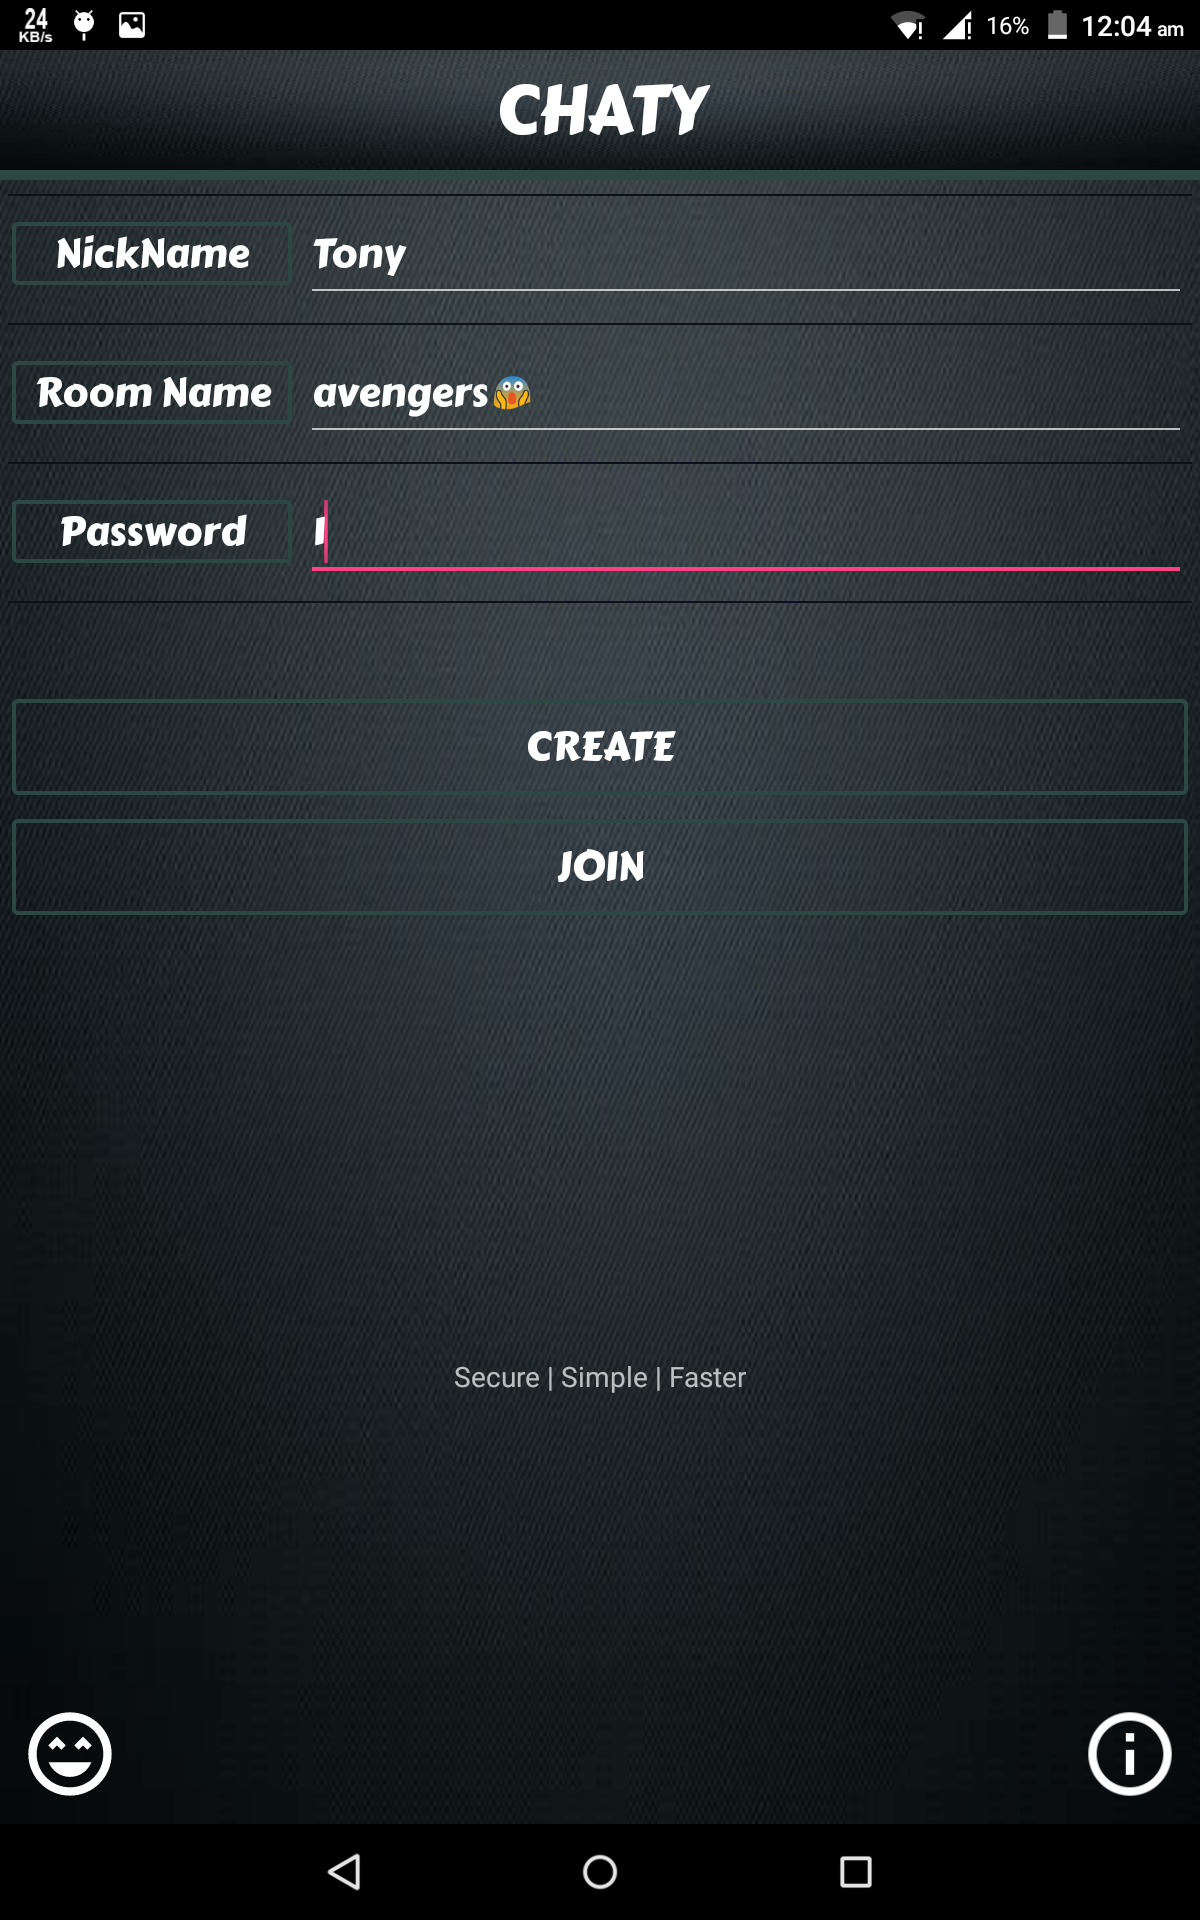 24
KB/s
16%
12:04 am
CHATY
NickName
Tony
Room Name
avengers😱
Password
CREATE
JOIN
Secure | Simple | Faster